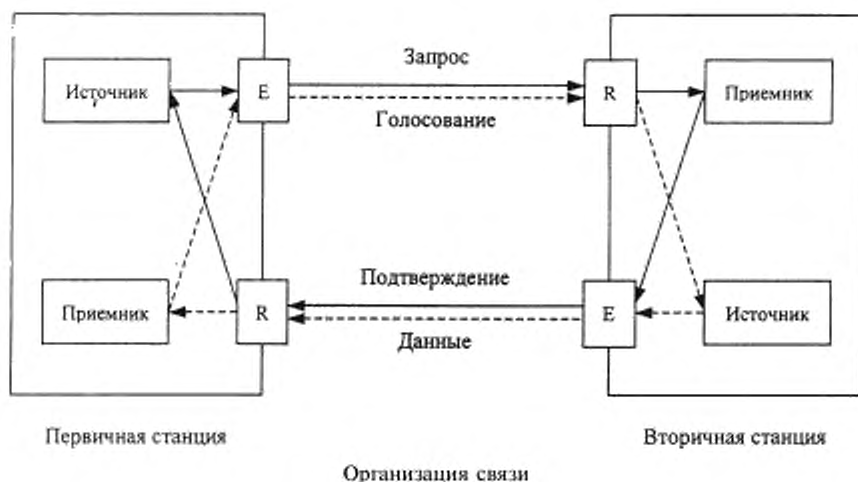 Запрос
Источник
E
R
Приемник
Голосование
Подтверждение
Приемник
R
E
Источник
Данные
Первичная станция
Вторичная станция
Организация связи